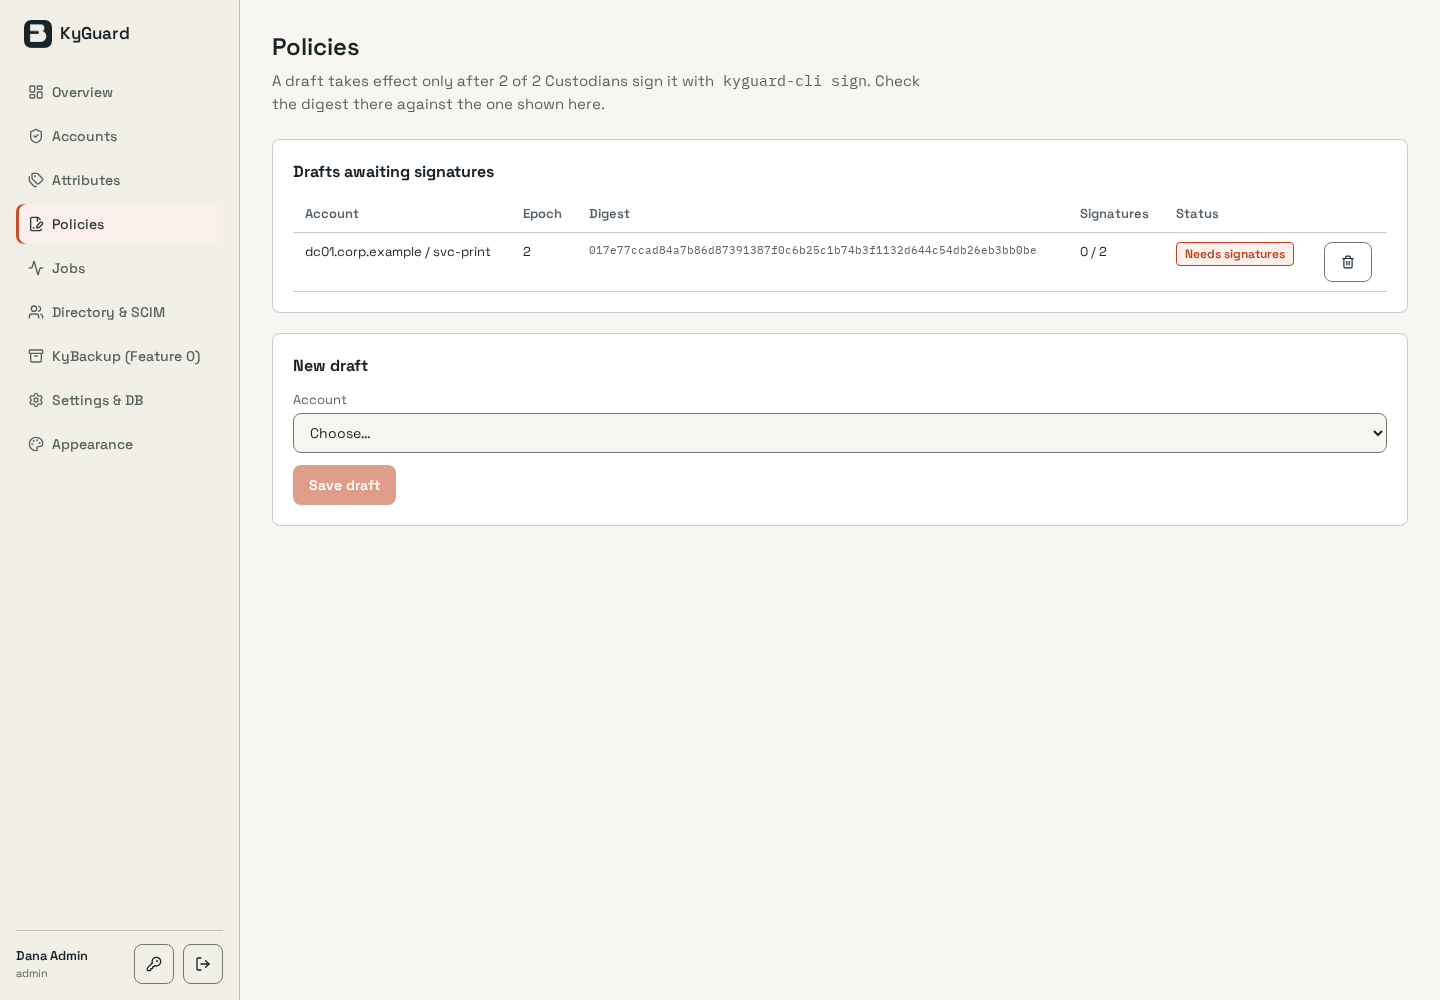 KyGuard
Overview
Accounts
Attributes
Policies
Jobs
Directory & SCIM
KyBackup (Feature 0)
Settings & DB
Appearance
Dana Admin
admin
Policies
A draft takes effect only after 2 of 2 Custodians sign it with kyguard-cli sign. Check
the digest there against the one shown here.
Drafts awaiting signatures
Account Epoch Digest Signatures Status
dc01.corp.example / svc-print 2 017e77ccad84a7b86d87391387f0c6b25c1b74b3f1132d644c54db26eb3bb0be 0 / 2 Needs signatures
New draft
Account
Choose...
Save draft